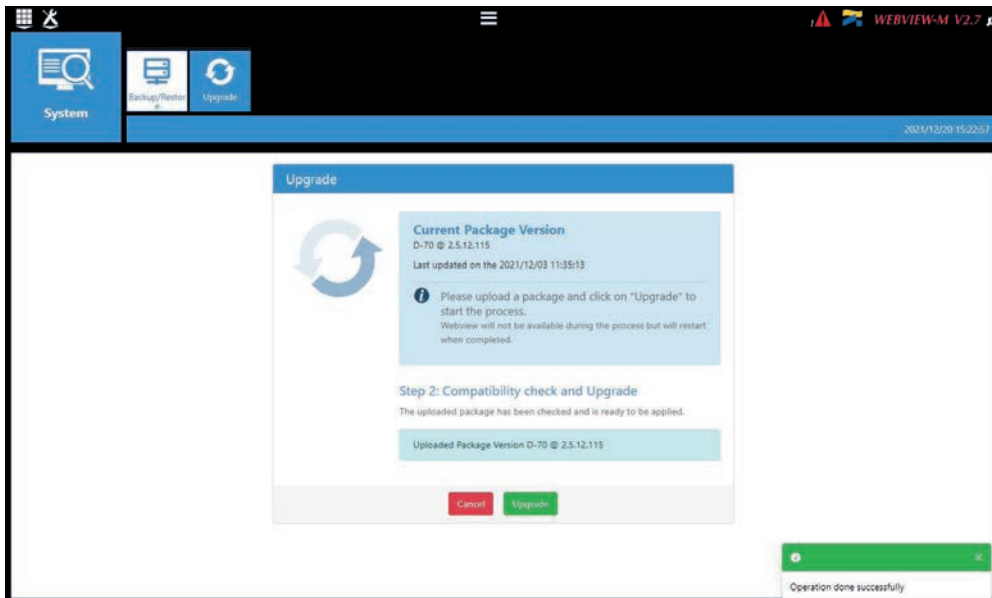 WEBVIEW-M V2.7
System
Backup/Restor
e
Upgrade
2021/12/20 15:22:57
Upgrade
Current Package Version
D-70 @ 2.5.12.115
Last updated on the 2021/12/03 11:35:13
Please upload a package and click on "Upgrade" to
start the process.
Webview will not be available during the process but will restart
when completed.
Step 2: Compatibility check and Upgrade
The uploaded package has been checked and is ready to be applied.
Uploaded Package Version D-70 @ 2.5.12.115
Cancel
Upgrade
Operation done successfully